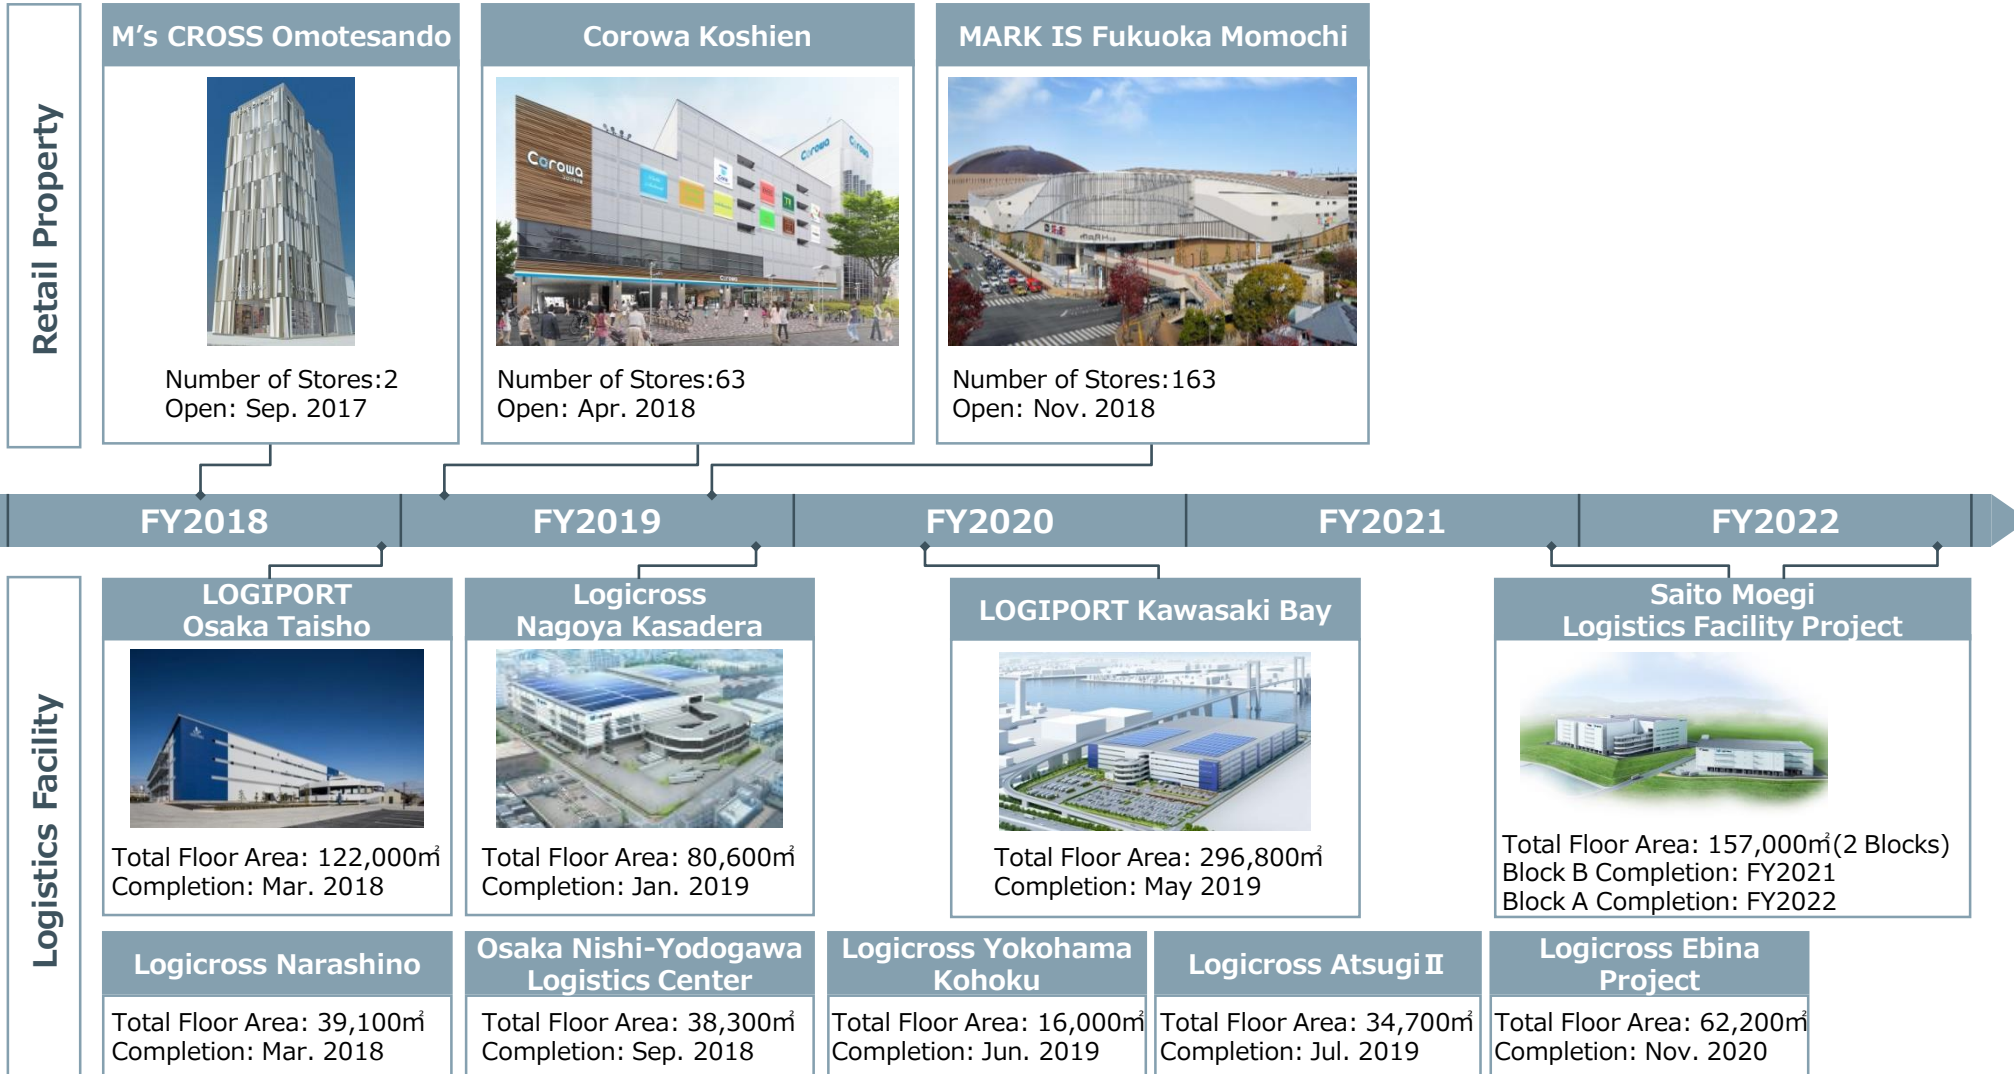 Retail Property
M's CROSS Omotesando
Number of Stores:2
Open: Sep. 2017
Corowa Koshien
Corowa
Corowa
Corowa
Number of Stores:63
Open: Apr. 2018
MARK IS Fukuoka Momochi
Number of Stores:163
Open: Nov. 2018
FY2018
FY2019
FY2020
FY2021
FY2022
Logistics Facility
LOGIPORT
Osaka Taisho
Total Floor Area: 122,000㎡
Completion: Mar. 2018
Logicross
Nagoya Kasadera
Total Floor Area: 80,600㎡
Completion: Jan. 2019
LOGIPORT Kawasaki Bay
Total Floor Area: 296,800㎡
Completion: May 2019
Saito Moegi
Logistics Facility Project
Total Floor Area: 157,000㎡(2 Blocks)
Block B Completion: FY2021
Block A Completion: FY2022
Logicross Narashino
Total Floor Area: 39,100㎡
Completion: Mar. 2018
Osaka Nishi-Yodogawa
Logistics Center
Total Floor Area: 38,300㎡
Completion: Sep. 2018
Logicross Yokohama
Kohoku
Total Floor Area: 16,000㎡
Completion: Jun. 2019
Logicross AtsugiⅡ
Total Floor Area: 34,700㎡
Completion: Jul. 2019
Logicross Ebina
Project
Total Floor Area: 62,200㎡
Completion: Nov. 2020